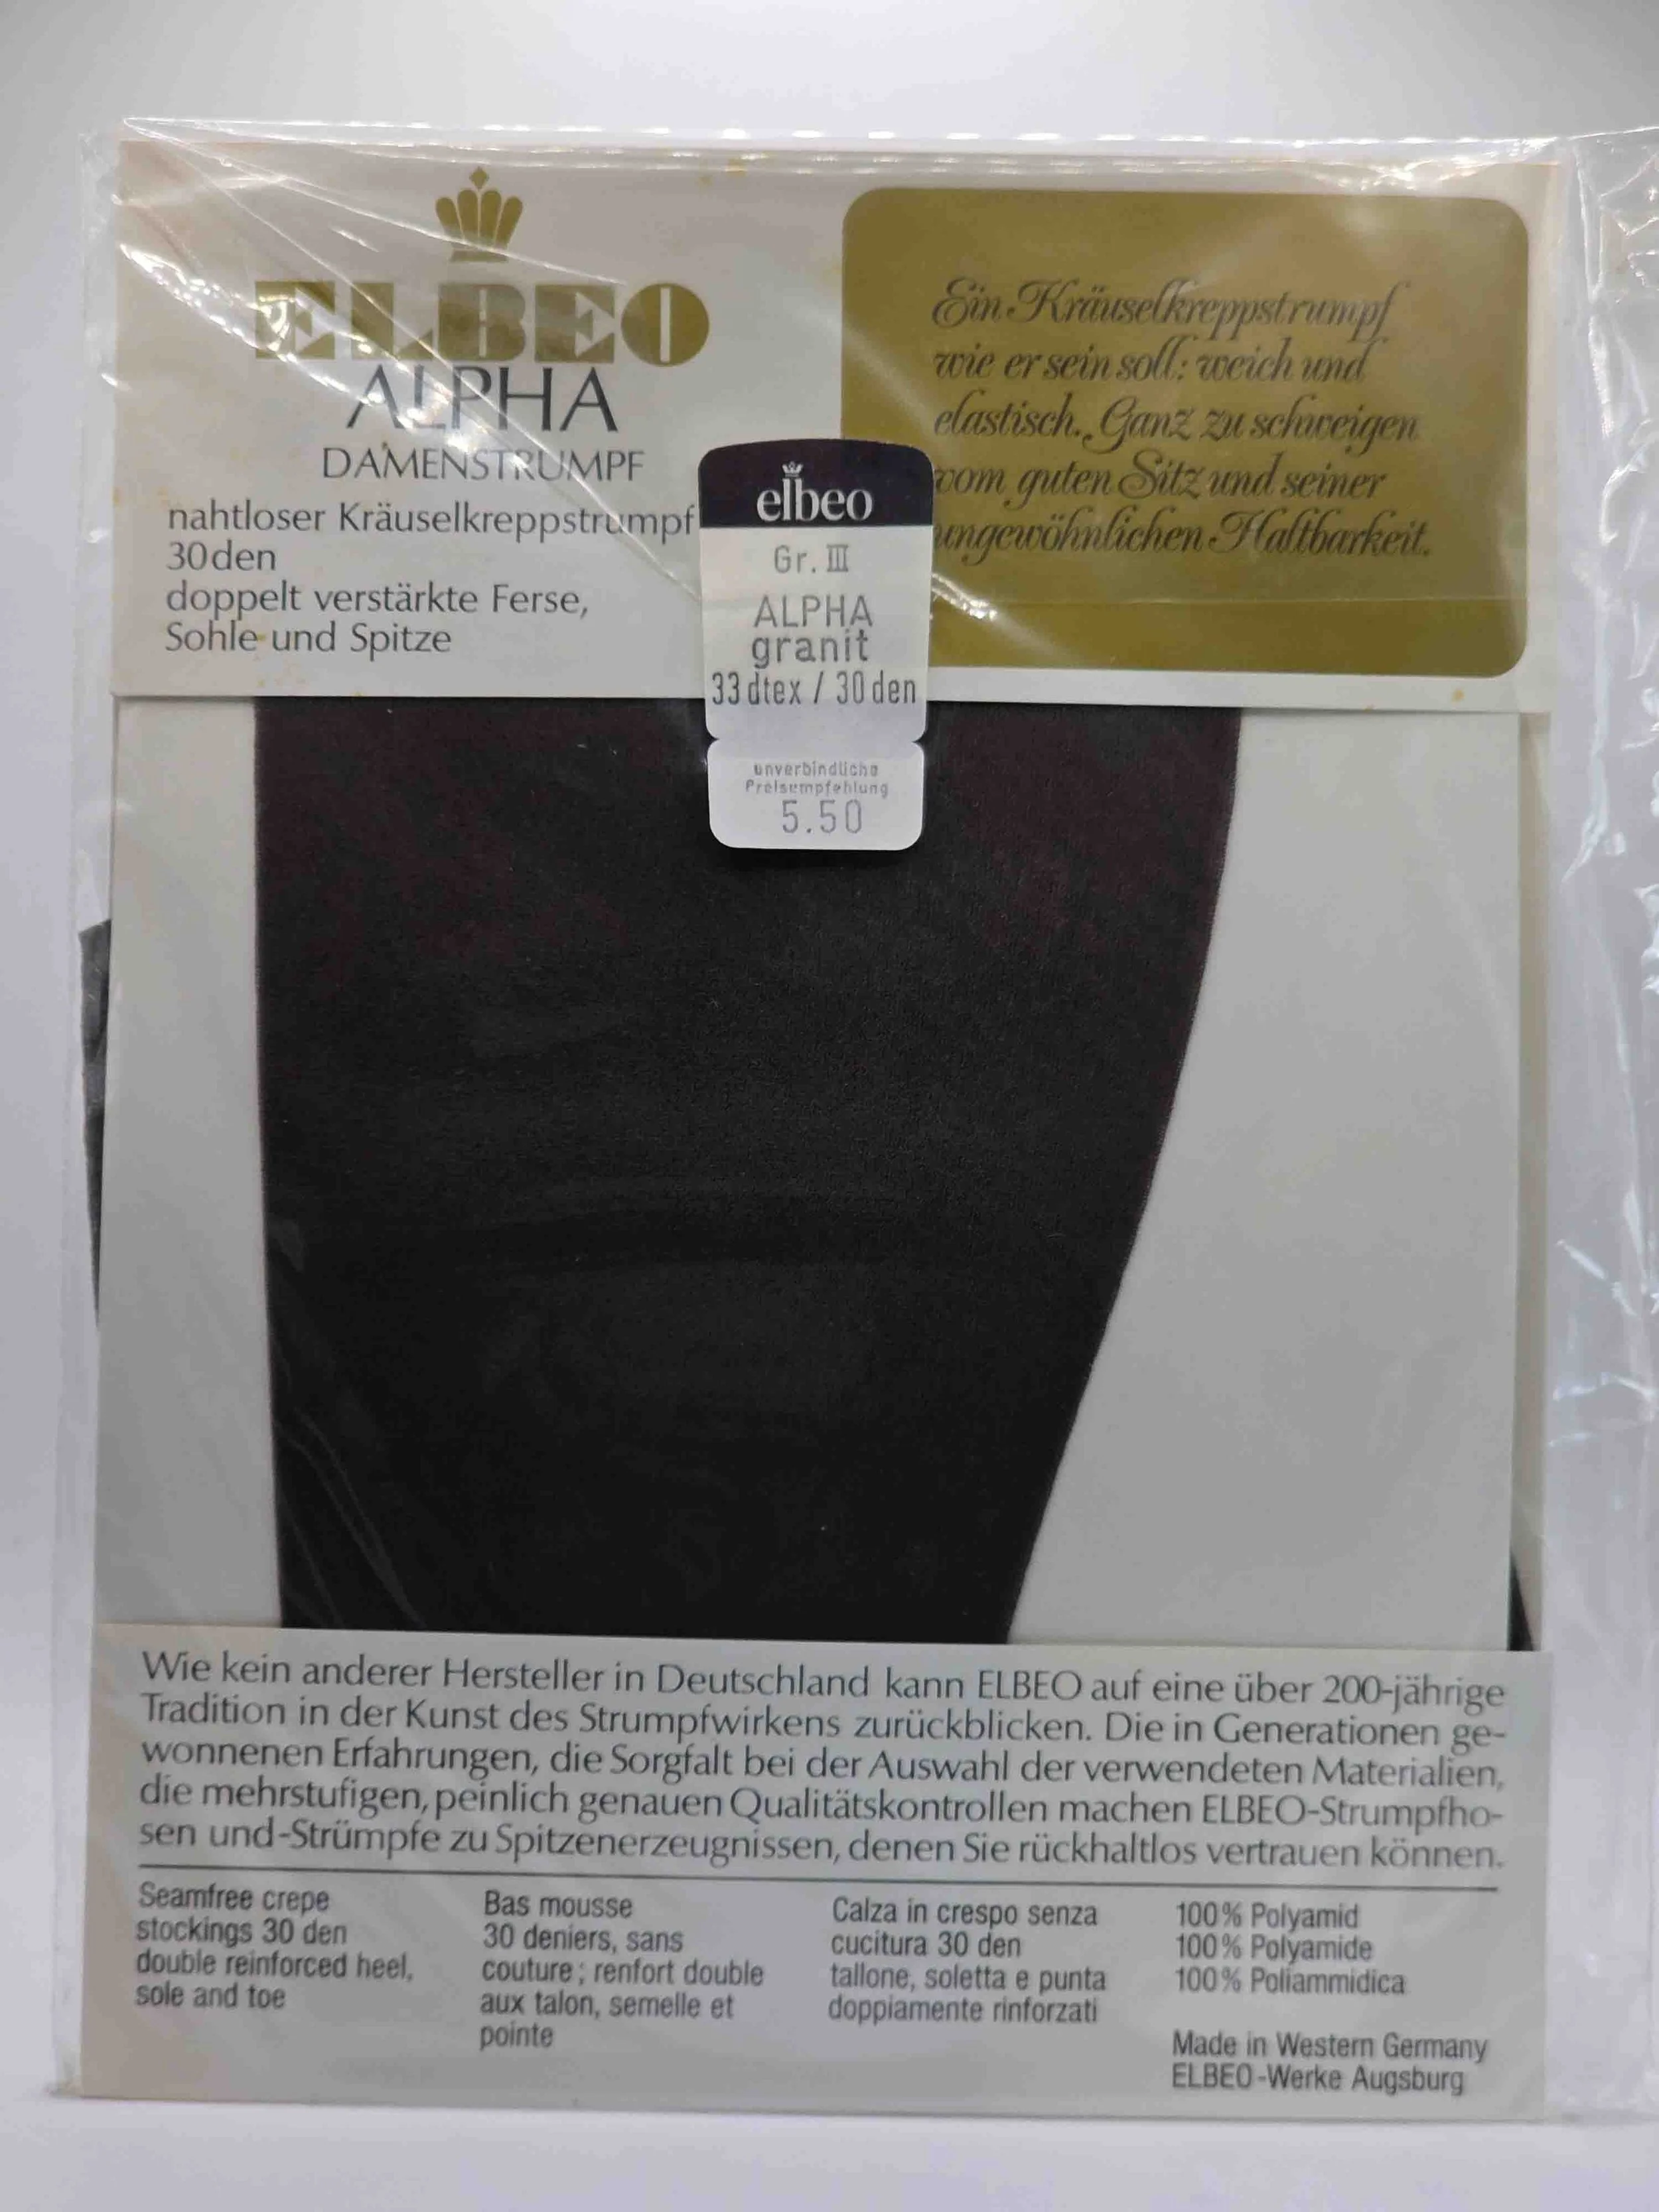 ELBEO
ALPHA
DAMENSTRUMPF
nahtloser Kräuselkreppstrumpf
30den
doppelt verstärkte Ferse,
Sohle und Spitze
Ein Kräuselkreppstrumpf
wie er sein soll: weich und
elastisch. Ganz zu schweigen
vom guten Sitz und seiner
ungewöhnlichen Haltbarkeit.
elbeo
Gr. III
ALPHA
granit
33 dtex / 30 den
unverbindliche
Preisempfehlung
5.50
Wie kein anderer Hersteller in Deutschland kann ELBEO auf eine über 200-jährige
Tradition in der Kunst des Strumpfwirkens zurückblicken. Die in Generationen ge-
wonnenen Erfahrungen, die Sorgfalt bei der Auswahl der verwendeten Materialien,
die mehrstufigen, peinlich genauen Qualitätskontrollen machen ELBEO-Strumpfho-
sen und -Strümpfe zu Spitzenerzeugnissen, denen Sie rückhaltlos vertrauen können.
Seamfree crepe
stockings 30 den
double reinforced heel,
sole and toe
Bas mousse
30 deniers, sans
couture; renfort double
aux talon, semelle et
pointe
Calza in crespo senza
cucitura 30 den
tallone, soletta e punta
doppiamente rinforzati
100% Polyamid
100% Polyamide
100% Poliammidica
Made in Western Germany
ELBEO-Werke Augsburg